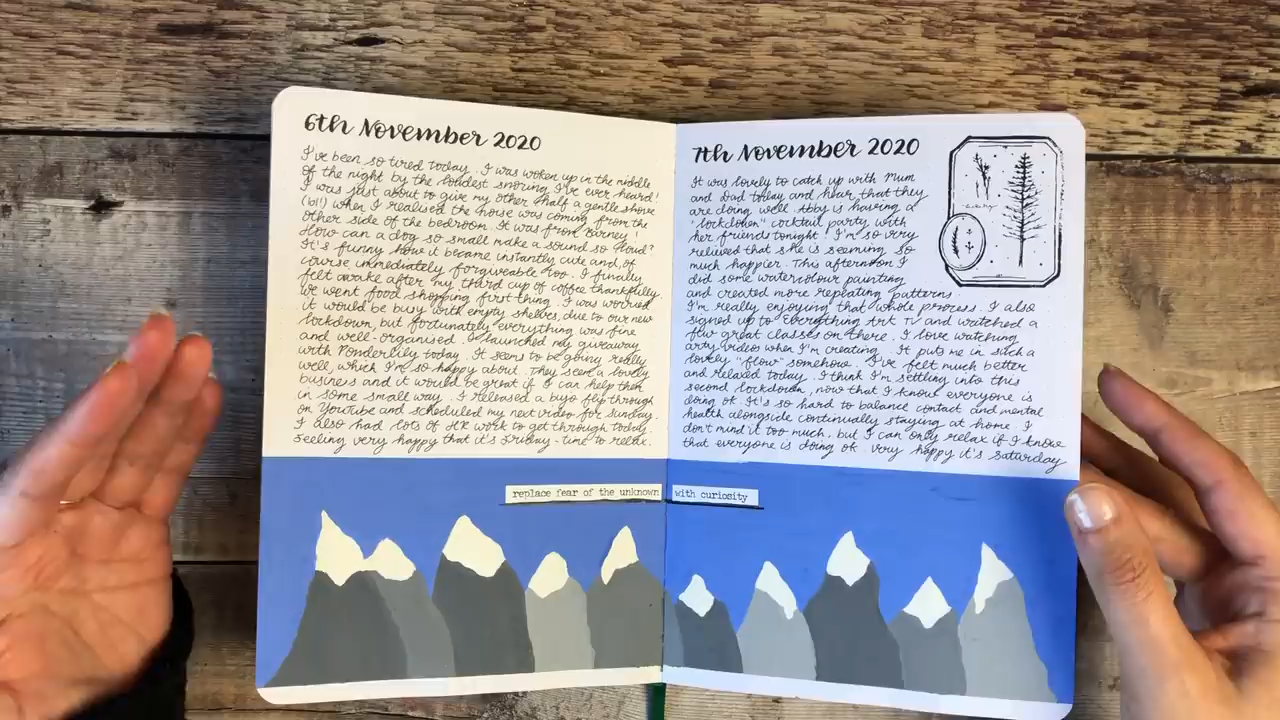 6th November 2020
I've been so tired today. I was woken up in the middle
of the night by the loudest snoring I've ever heard!
I was just about to give my other half a gentle shove
(lol!) when I realised the noise was coming from the
other side of the bedroom. It was from Barney!
How can a dog so small make a sound so loud?
It's funny how it became instantly cute and, of
course immediately forgiveable too. I finally
felt awake after my third cup of coffee thankfully.
We went food shopping first thing. I was worried
it would be busy with empty shelves due to our new
lockdown, but fortunately everything was fine
and well-organised. I launched my giveaway
with Ponderlily today. It seems to be going really
well, which I'm so happy about. They seem a lovely
business and it would be great if I can help them
in some small way. I released a bujo flip through
on YouTube and scheduled my next video for Sunday.
I also had lots of HR work to get through today.
Seeling very happy that it's Friday - time to relax.
7th November 2020
It was lovely to catch up with Mum
and Dad today and hear that they
are doing well. Abby is having a
"lockdown" cocktail party with
her friends tonight! I'm so very
relieved that she is seeming so
much happier. This afternoon I
did some watercolour painting
and created more repeating patterns.
I'm really enjoying that whole process. I also
signed up to Everything Art TV and watched a
few great classes on there. I love watching
arty video when I'm creating. It puts me in such a
lovely "flow" somehow. I've felt much better
and relaxed today. I think I'm settling into this
second lockdown, now that I know everyone is
doing ok. It's so hard to balance contact and mental
health alongside continually staying at home. I
don't mind it too much, but I can only relax if I know
that everyone is doing ok. Very happy it's Saturday
replace fear of the unknown with curiosity